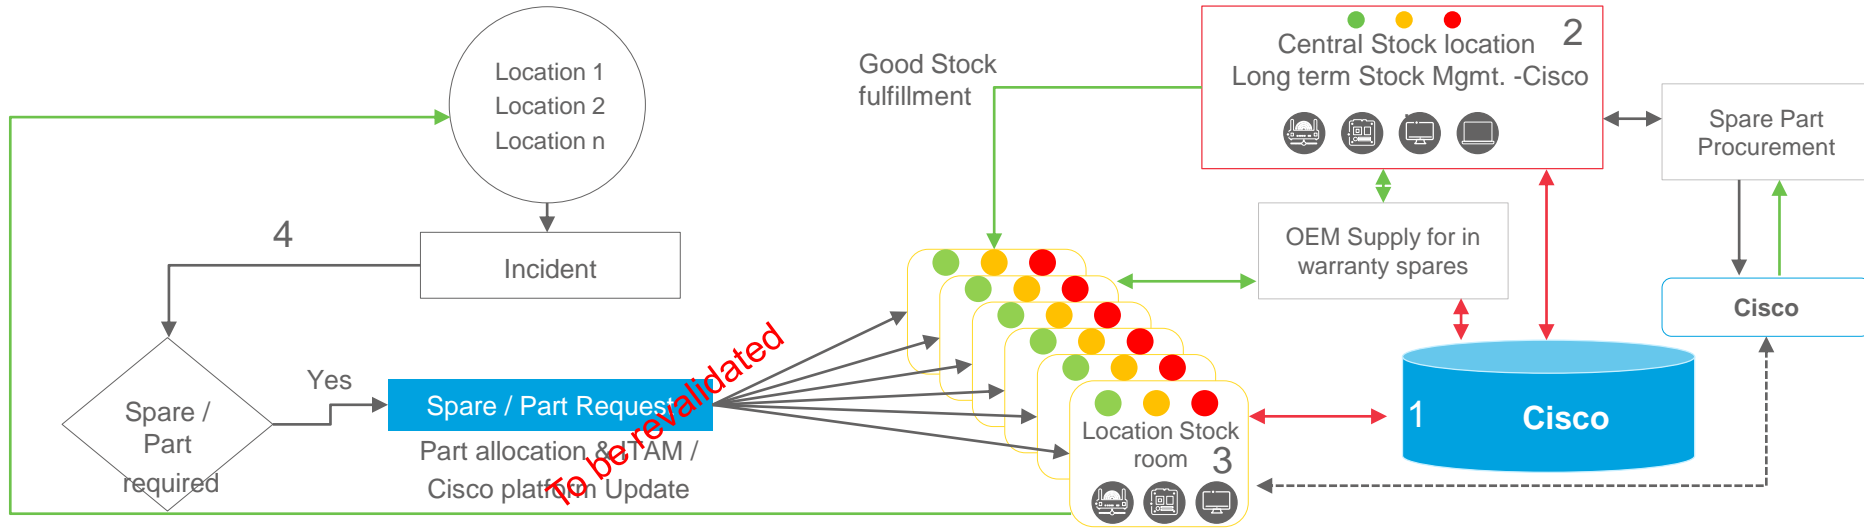 Location 1
Location 2
Location n
4
Incident
Spare /
Part
required
Yes
Spare / Part Request
Part allocation & ITAM /
Cisco platform Update
To be revalidated
Good Stock
fulfillment
Central Stock location
2
Long term Stock Mgmt. -Cisco
Spare Part
Procurement
OEM Supply for in
warranty spares
Cisco
1
Cisco
Location Stock
room
3